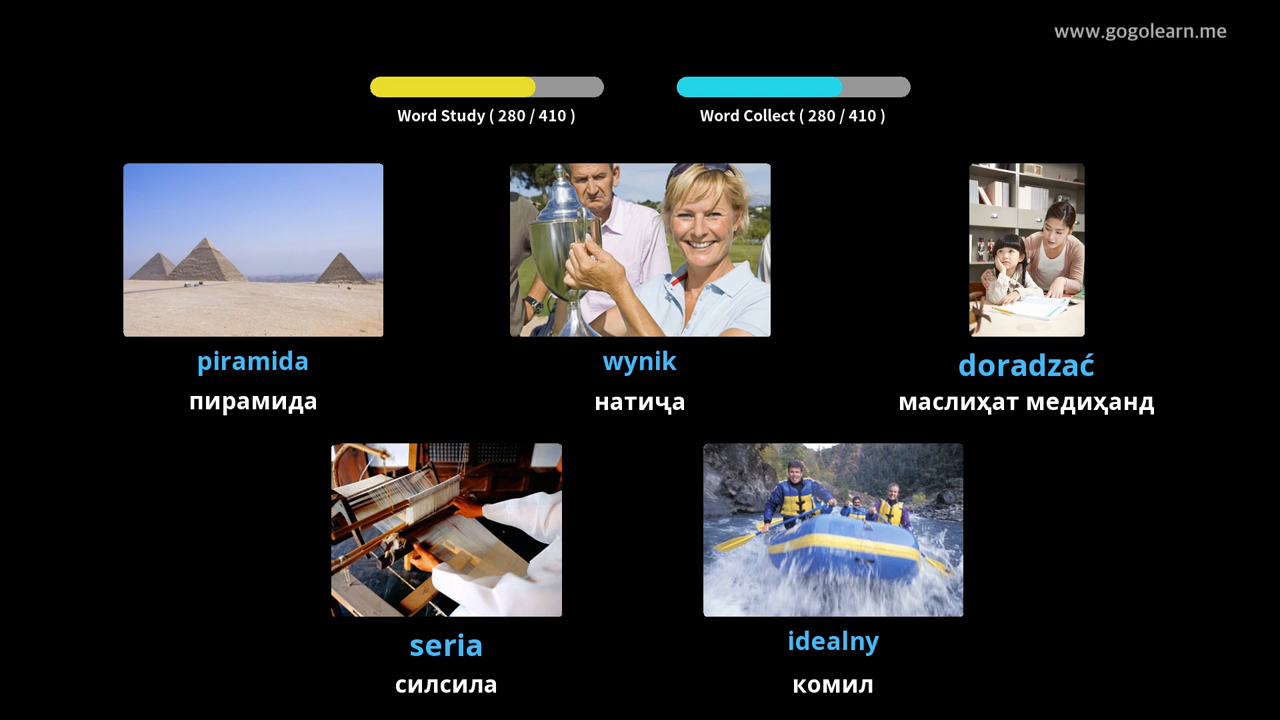 www.gogolearn.me
Word Study ( 280 / 410 )
Word Collect ( 280 / 410 )
piramida
пирамида
wynik
натиҷа
doradzać
маслиҳат медиҳанд
seria
силсила
idealny
комил